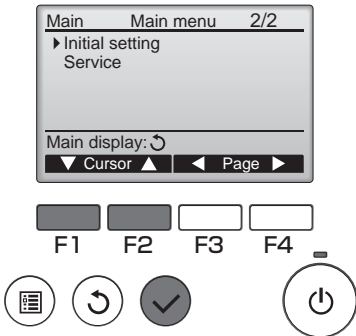 Main Main menu 2/2
Initial setting
Service
Main display:
Cursor Page
F1 F2 F3 F4